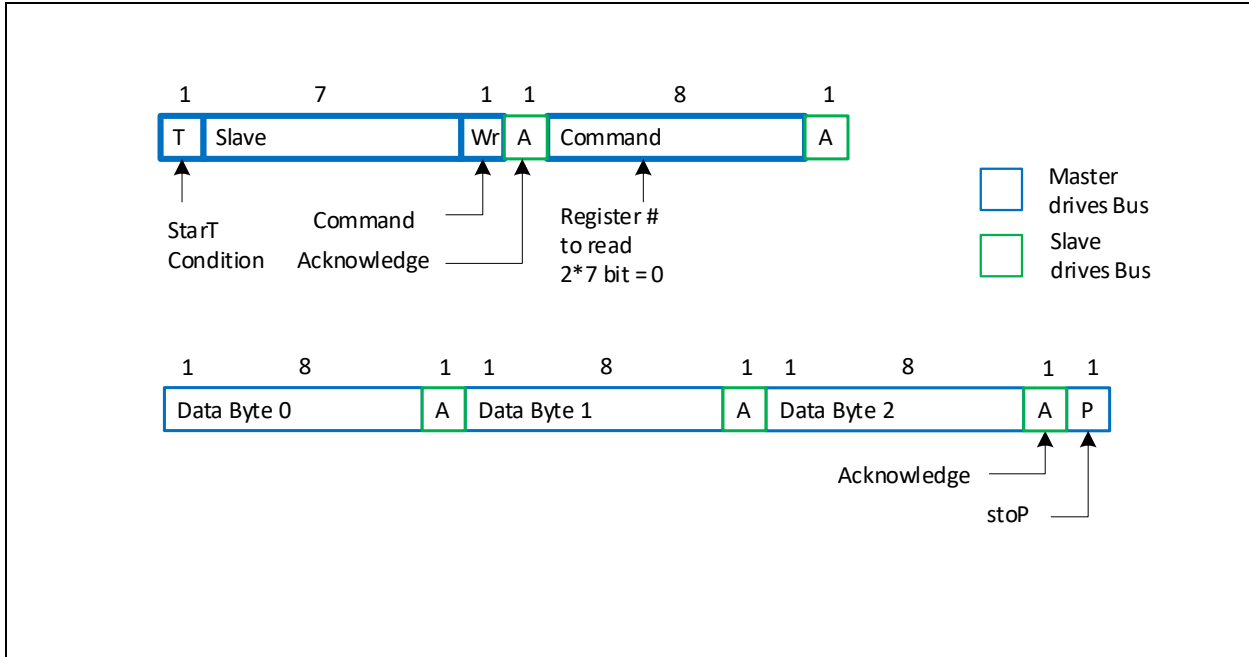 1 7 1 1 8 1
T Slave Wr A Command A
StarT
Condition
Command
Acknowledge
Register #
to read
2*7 bit = 0
Master
drives Bus
Slave
drives Bus
1 8 1 1 8 1 1 8 1 1
Data Byte 0 A Data Byte 1 A Data Byte 2 A P
Acknowledge
stoP